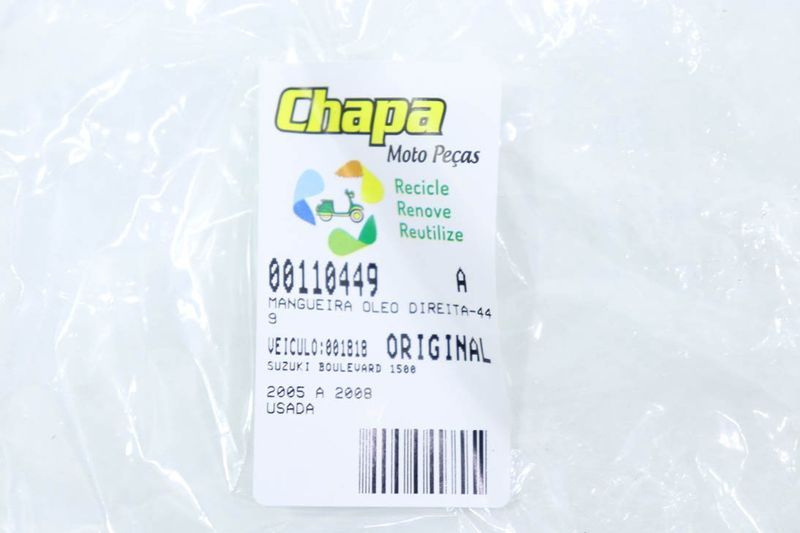 Chapa
Moto Peças
Recicle
Renove
Reutilize
00110449 A
MANGUEIRA OLEO DIREITA-44
9
VEICULO:001818 ORIGINAL
SUZUKI BOULEVARD 1500
2005 A 2008
USADA